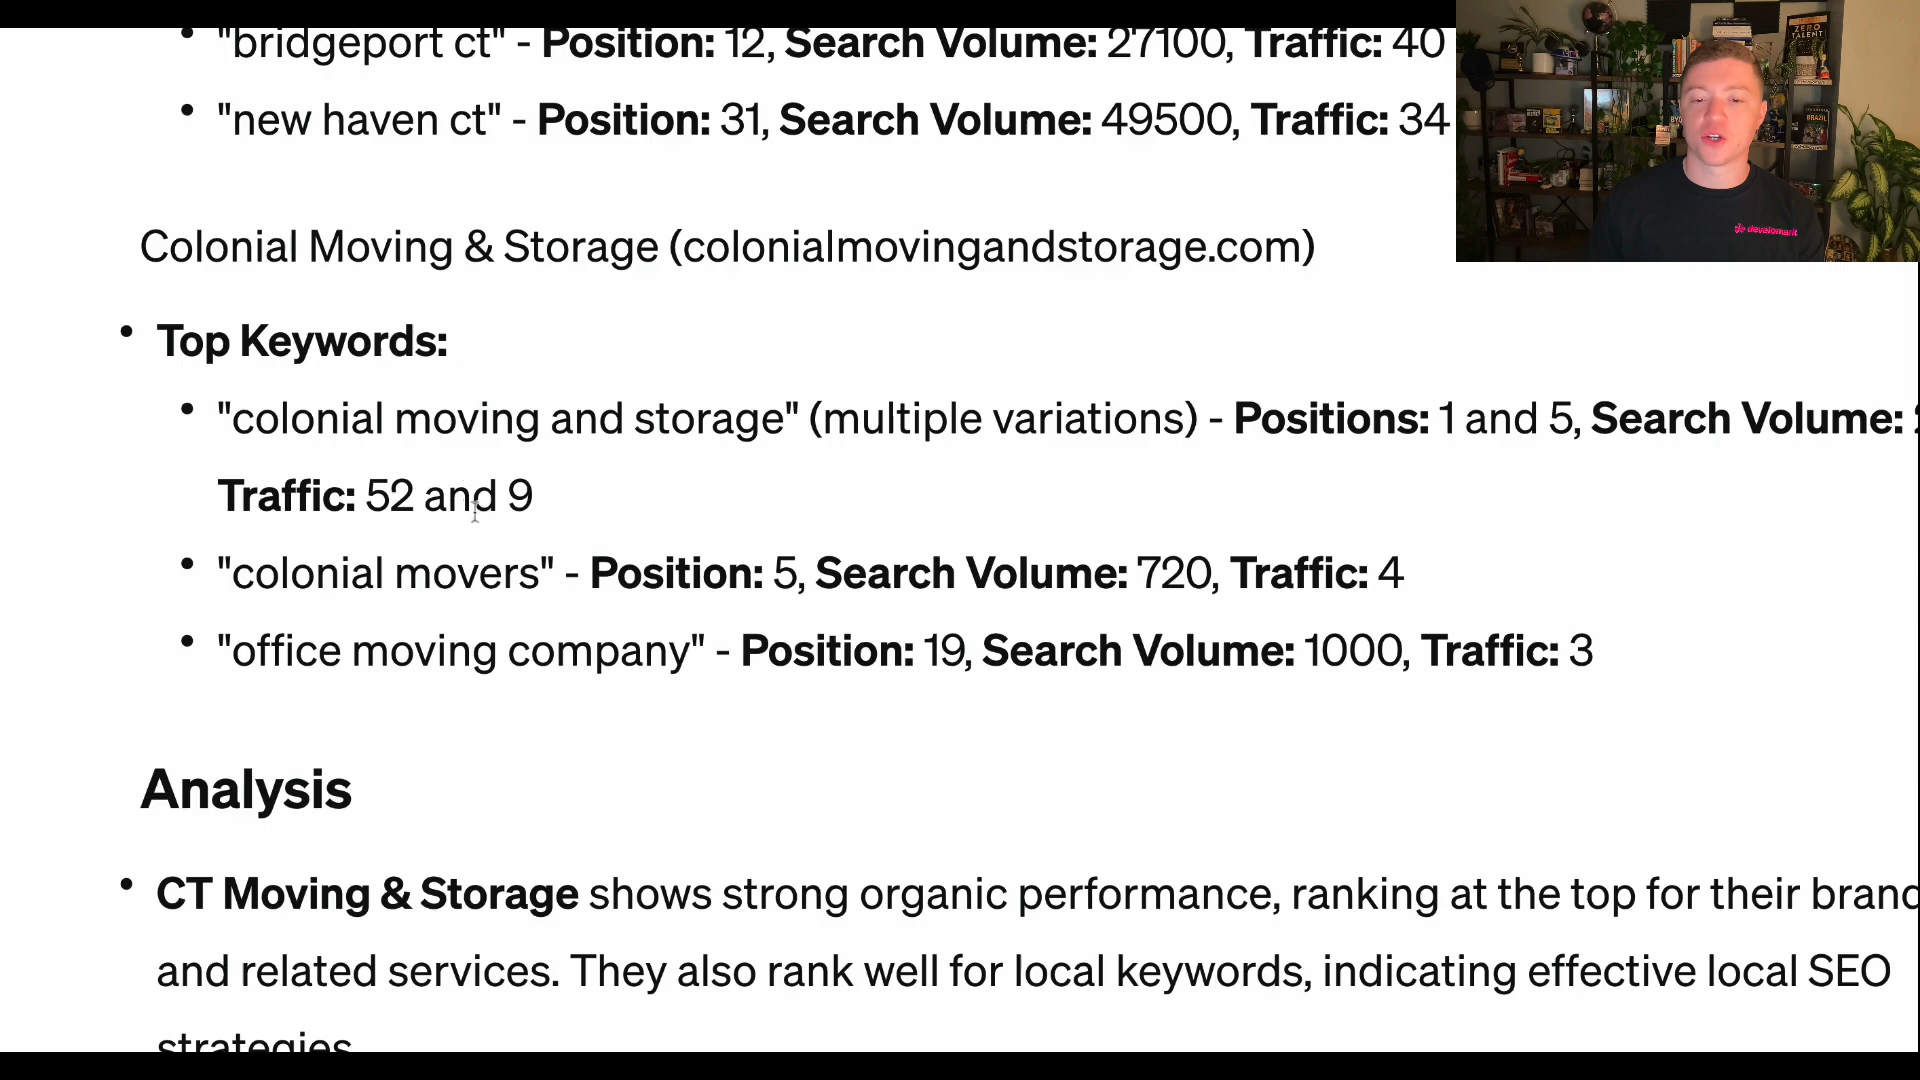 • "bridgeport ct" - Position: 12, Search Volume: 27100, Traffic: 40
• "new haven ct" - Position: 31, Search Volume: 49500, Traffic: 34
ZERO
TALENT
BRAZIL
develomark
Colonial Moving & Storage (colonialmovingandstorage.com)
• Top Keywords:
• "colonial moving and storage" (multiple variations) - Positions: 1 and 5, Search Volume:
Traffic: 52 and 9
• "colonial movers" - Position: 5, Search Volume: 720, Traffic: 4
• "office moving company" - Position: 19, Search Volume: 1000, Traffic: 3
Analysis
• CT Moving & Storage shows strong organic performance, ranking at the top for their brand
and related services. They also rank well for local keywords, indicating effective local SEO
strategies.